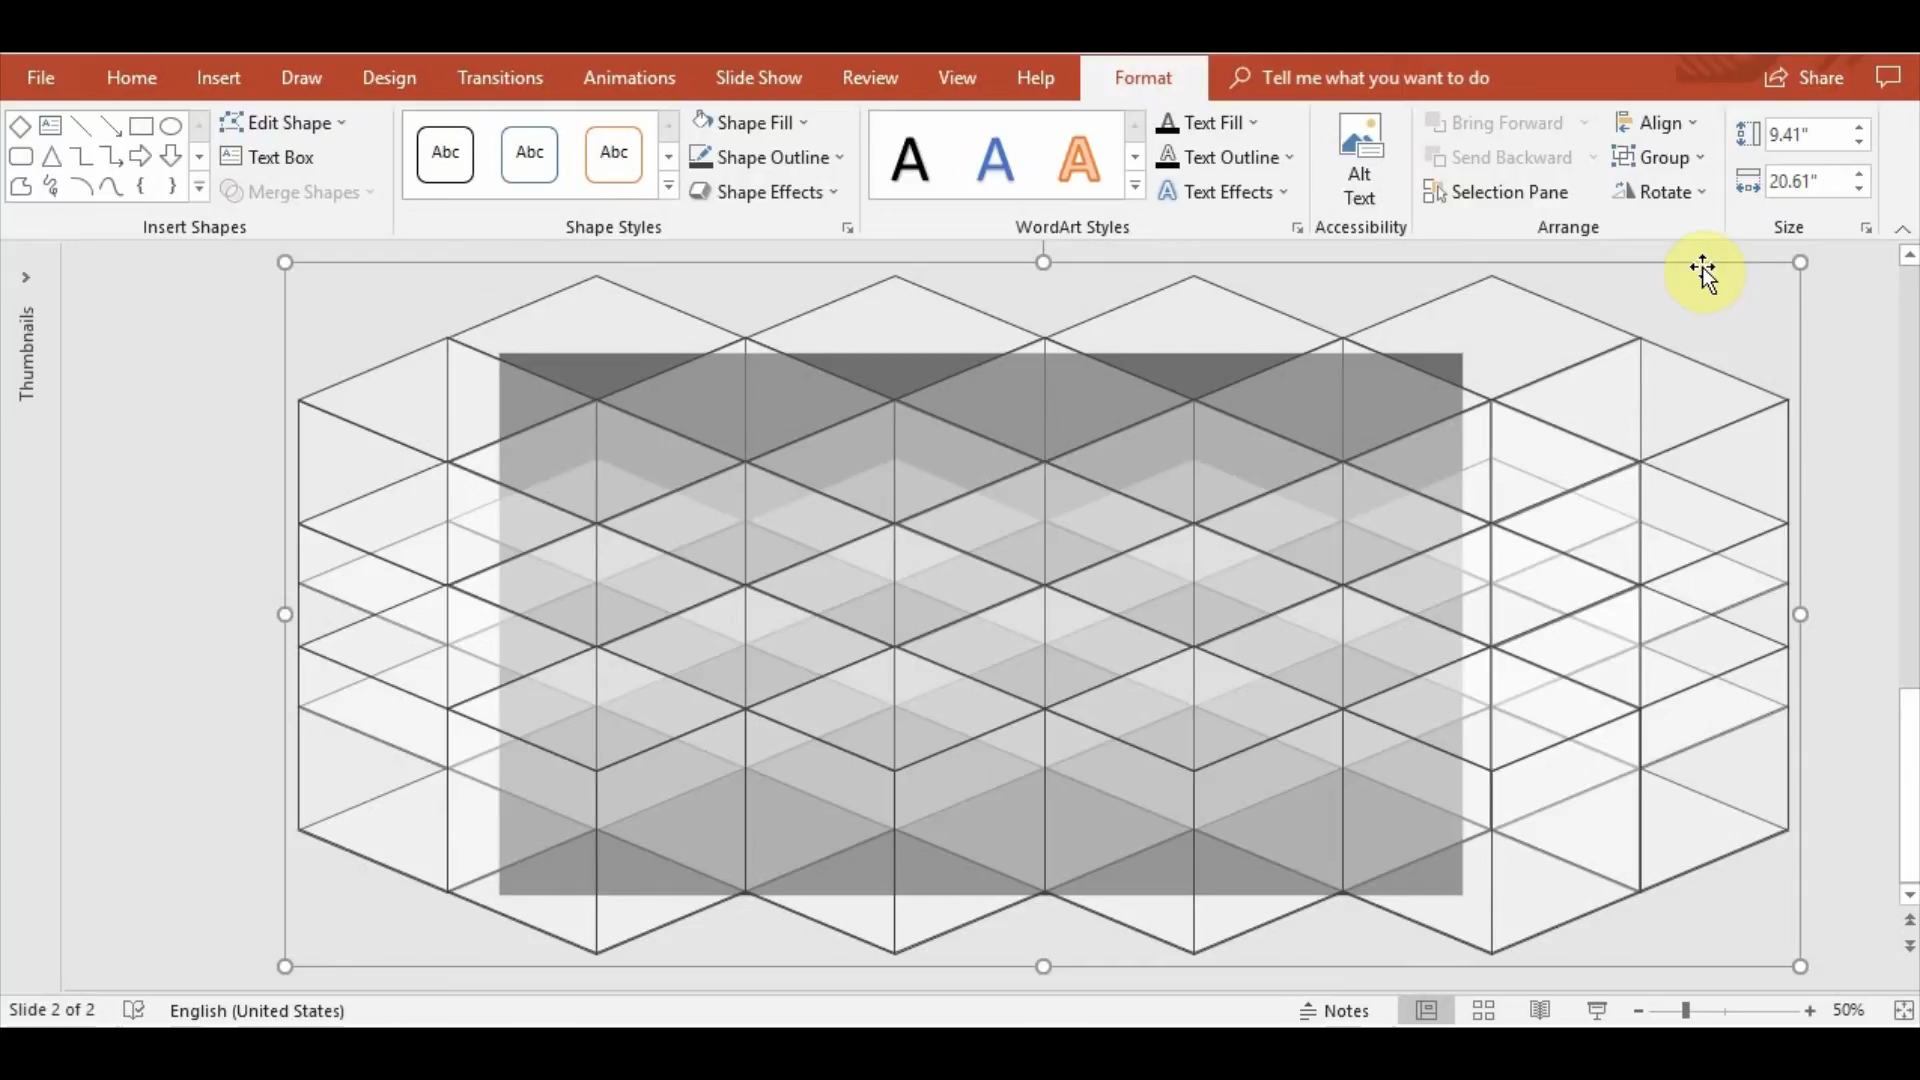 File Home Insert Draw Design Transitions Animations Slide Show Review View Help Format Tell me what you want to do Share
Edit Shape
Text Box
Merge Shapes
Insert Shapes
Abc Abc Abc
Shape Fill
Shape Outline
Shape Effects
Shape Styles
A A A
Text Fill
Text Outline
Text Effects
WordArt Styles
Alt
Text
Accessibility
Bring Forward
Send Backward
Selection Pane
Align
Group
Rotate
Arrange
9.41"
20.61"
Size
Thumbnails
Slide 2 of 2 English (United States) Notes 50%